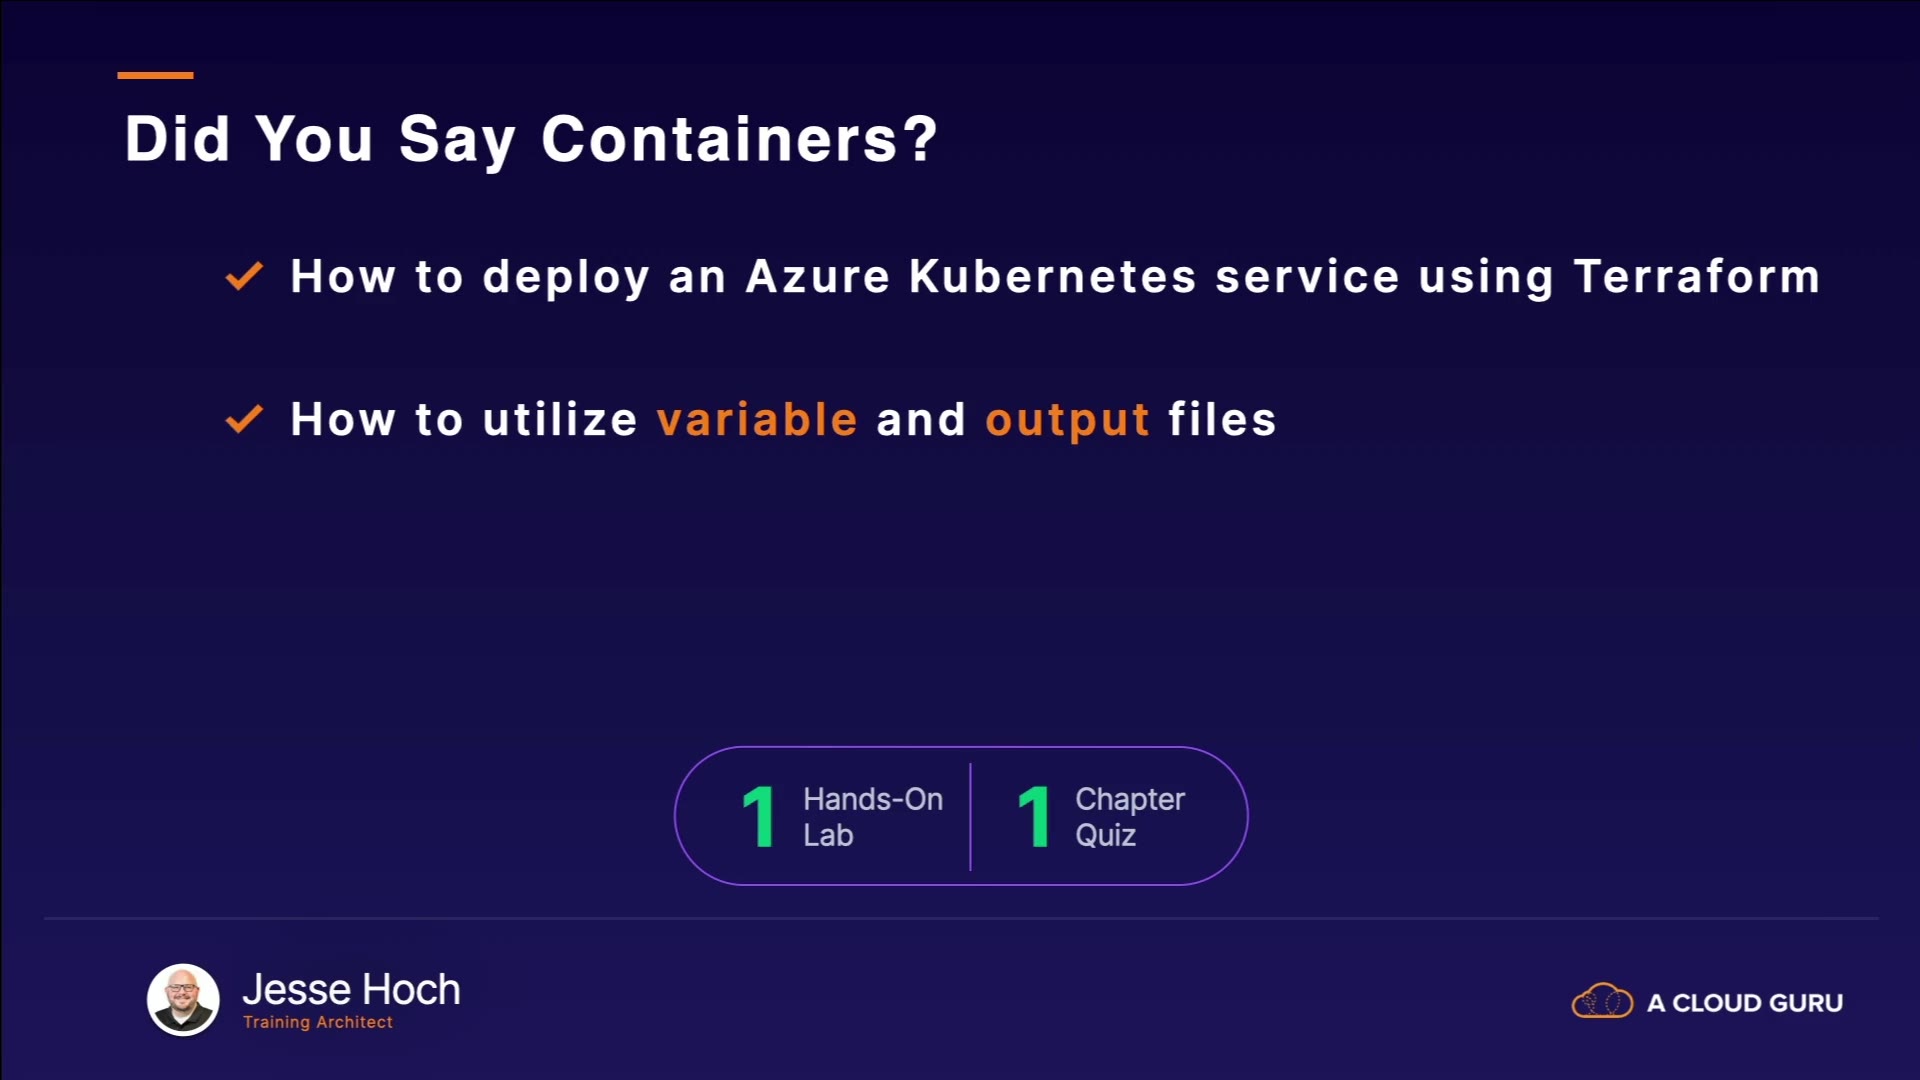 Did You Say Containers?
How to deploy an Azure Kubernetes service using Terraform
How to utilize variable and output files
1 Hands-On
Lab
1 Chapter
Quiz
Jesse Hoch
Training Architect
A CLOUD GURU